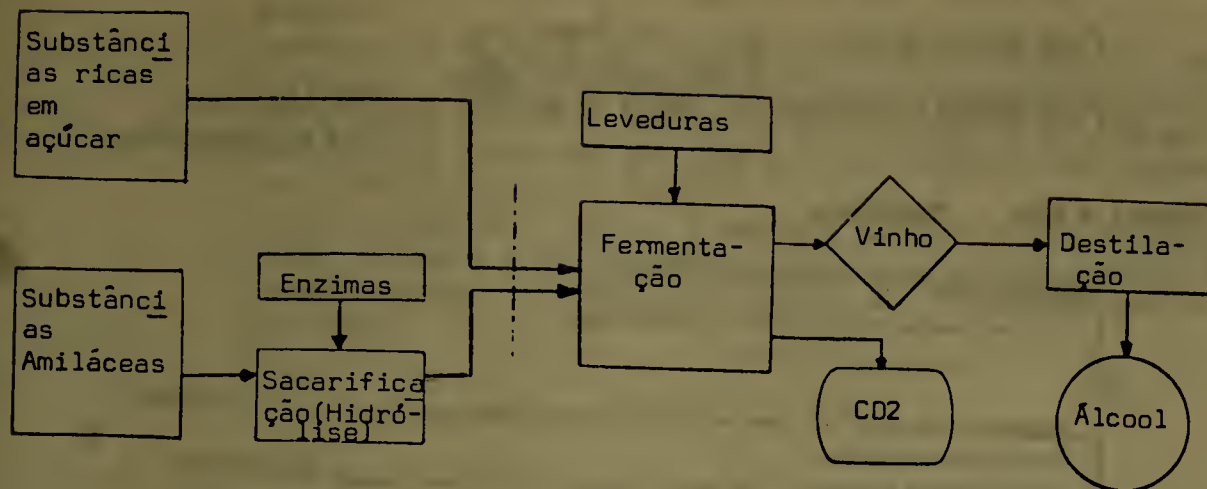 Substânci
as ricas
em
açúcar
Leveduras
Fermenta-
ção
Vinho
Destila-
ção
Enzimas
Substânci
as
Amiláceas
Sacarifica
ção(Hidró-
lise)
CO2
Álcool